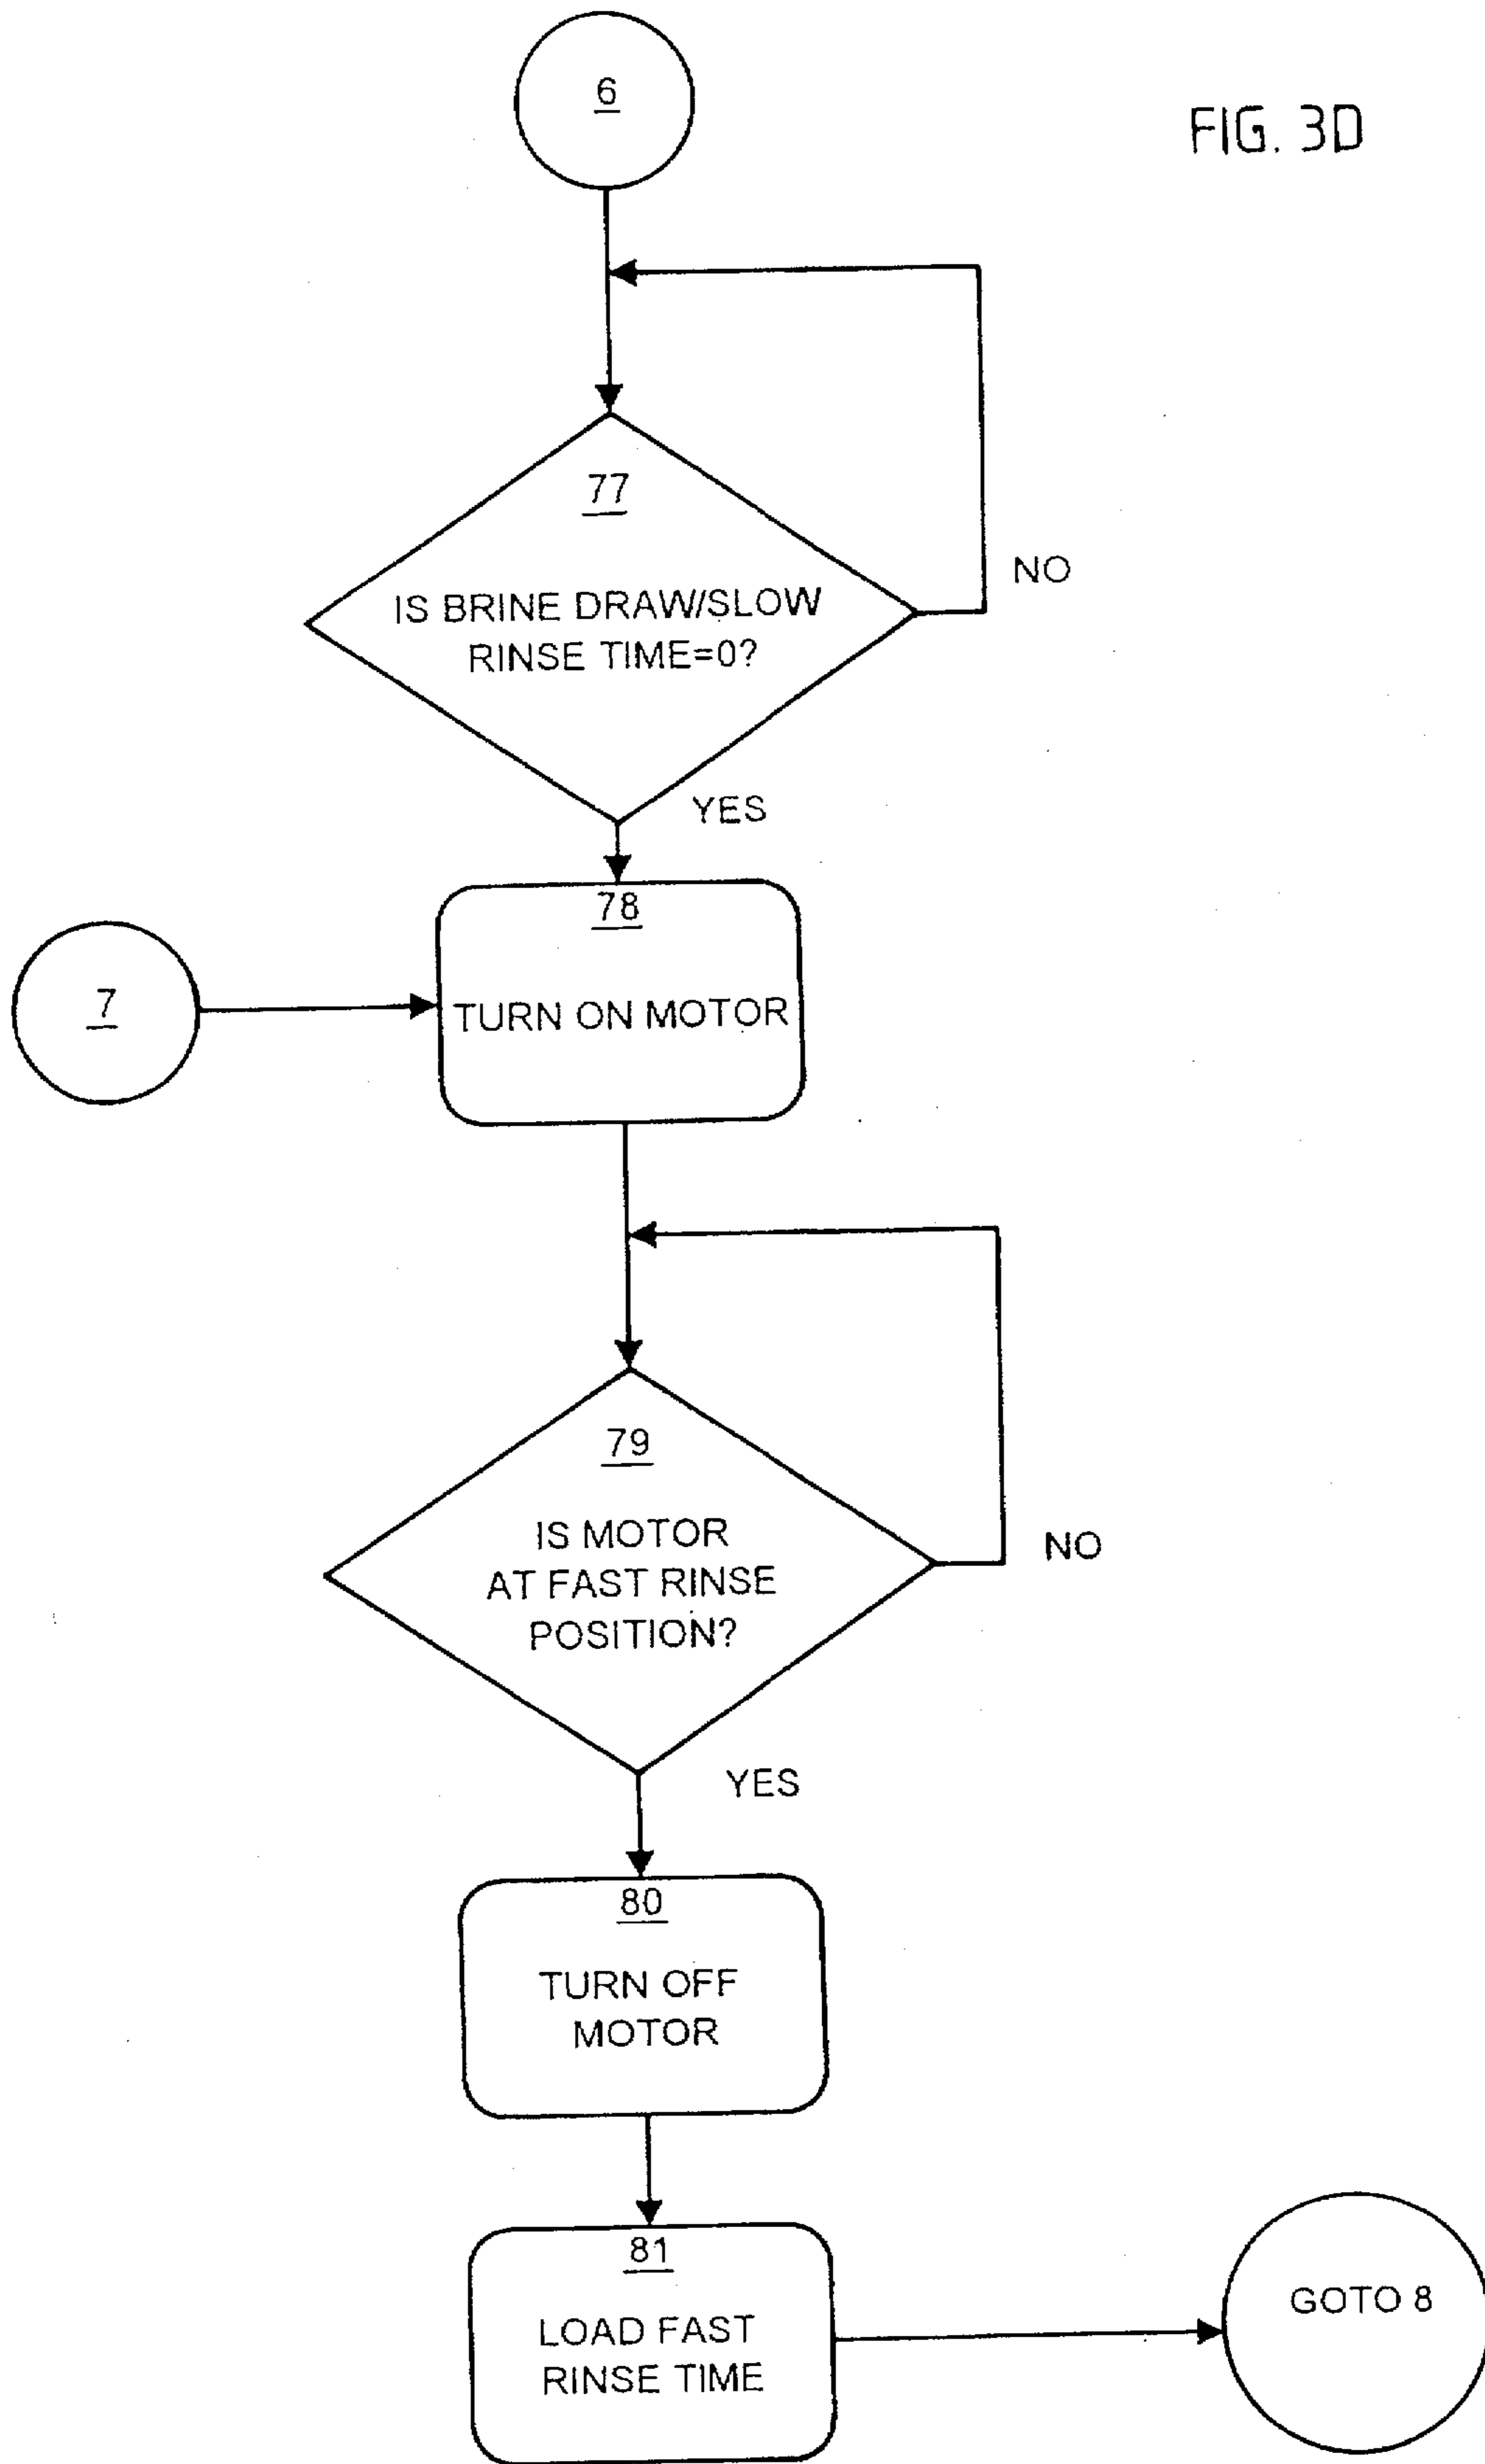 6
FIG. 3D
77
IS BRINE DRAW/SLOW
RINSE TIME=0?
NO
YES
78
TURN ON MOTOR
7
79
IS MOTOR
AT FAST RINSE
POSITION?
NO
YES
80
TURN OFF
MOTOR
81
LOAD FAST
RINSE TIME
GOTO 8